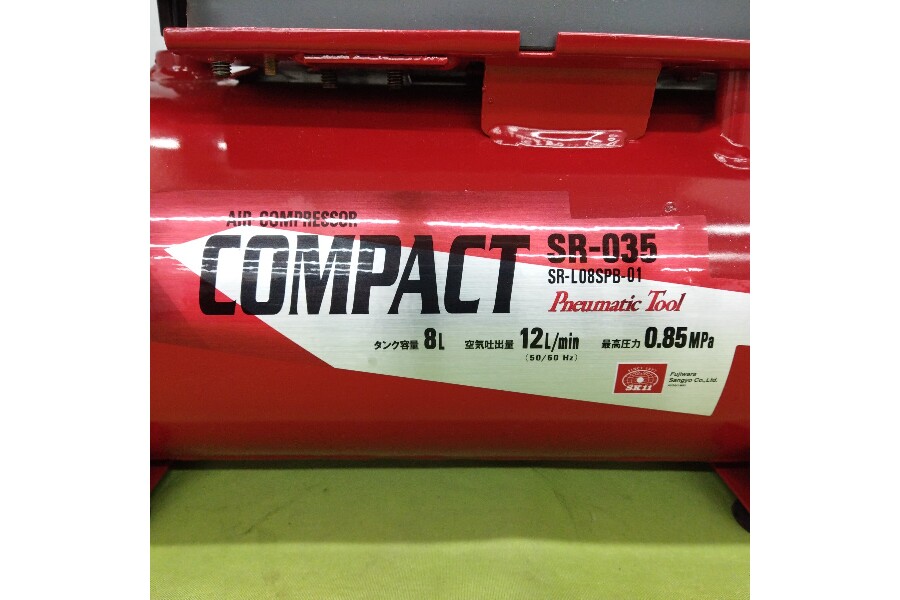 AIR COMPRESSOR
COMPACT
SR-035
SR-L08SPB-01
Pneumatic Tool
タンク容量 8L 空気吐出量 12L/min 最高圧力 0.85MPa
(50/60 Hz)
SK11
Fujiwara
Sangyo Co.,Ltd.